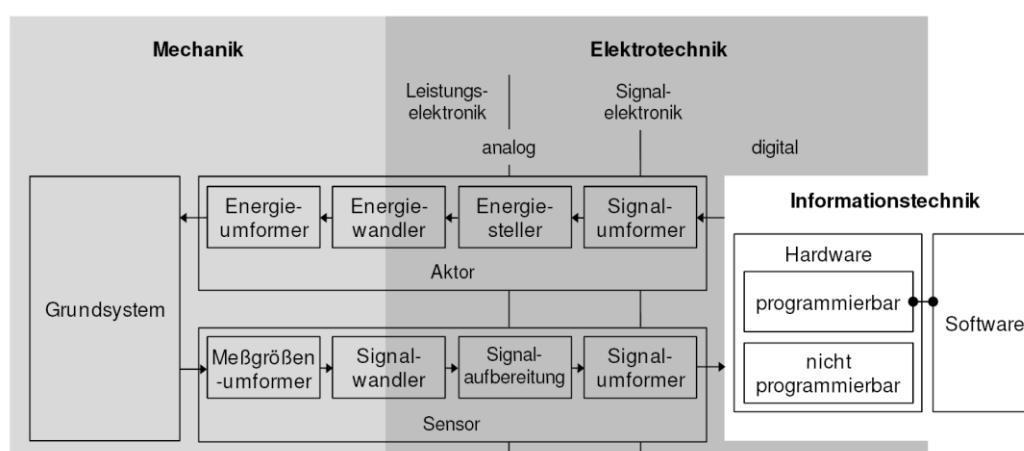 Mechanik
Elektrotechnik
Leistungs-
elektronik
Signal-
elektronik
analog
digital
Informationstechnik
Energie-
umformer
Energie-
wandler
Energie-
steller
Signal-
umformer
Aktor
Hardware
programmierbar
nicht
programmierbar
Software
Grundsystem
Meßgrößen
-umformer
Signal-
wandler
Signal-
aufbereitung
Signal-
umformer
Sensor